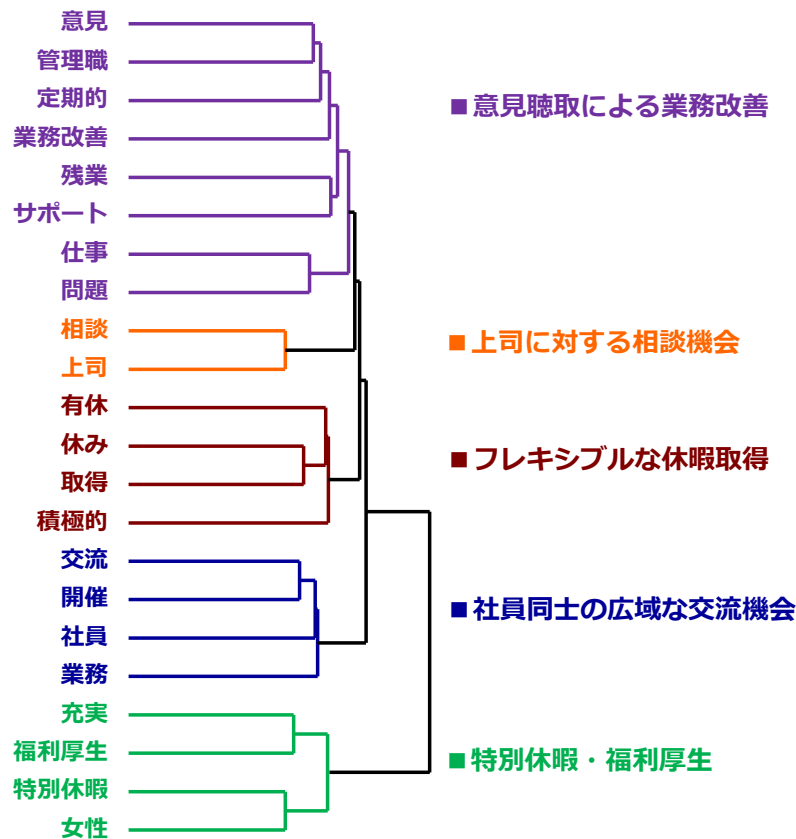 意見
管理職
定期的
■意見聴取による業務改善
業務改善
残業
サポート
仕事
問題
相談
■上司に対する相談機会
上司
有休
休み
■フレキシブルな休暇取得
取得
積極的
交流
開催
■社員同士の広域な交流機会
社員
業務
充実
福利厚生
■特別休暇・福利厚生
特別休暇
女性